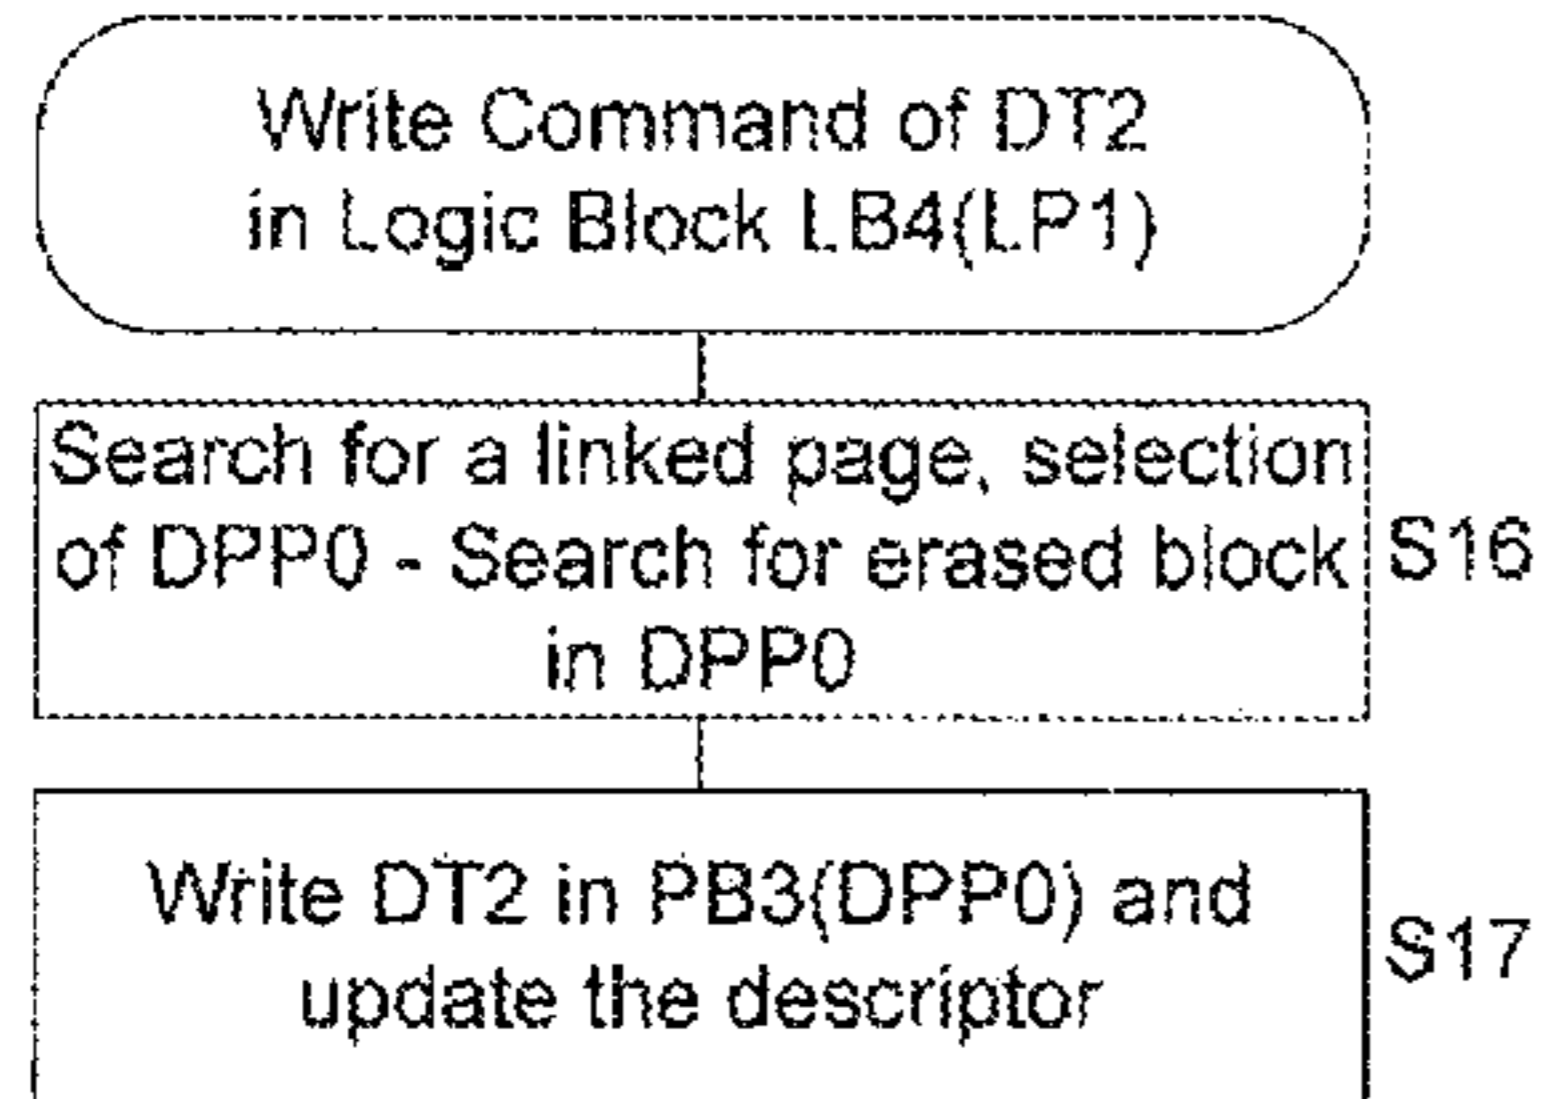 Write Command of DT2
in Logic Block LB4(LP1)
Search for a linked page, selection
of DPP0 - Search for erased block
in DPP0
S16
Write DT2 in PB3(DPP0) and
update the descriptor
S17